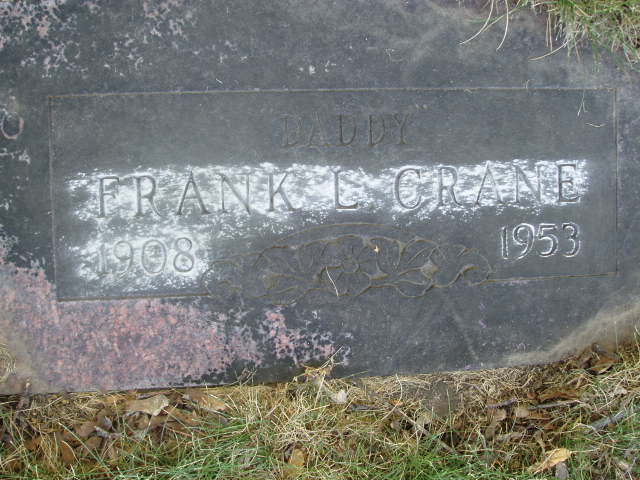 DADDY
FRANK L CRANE
1908 1953